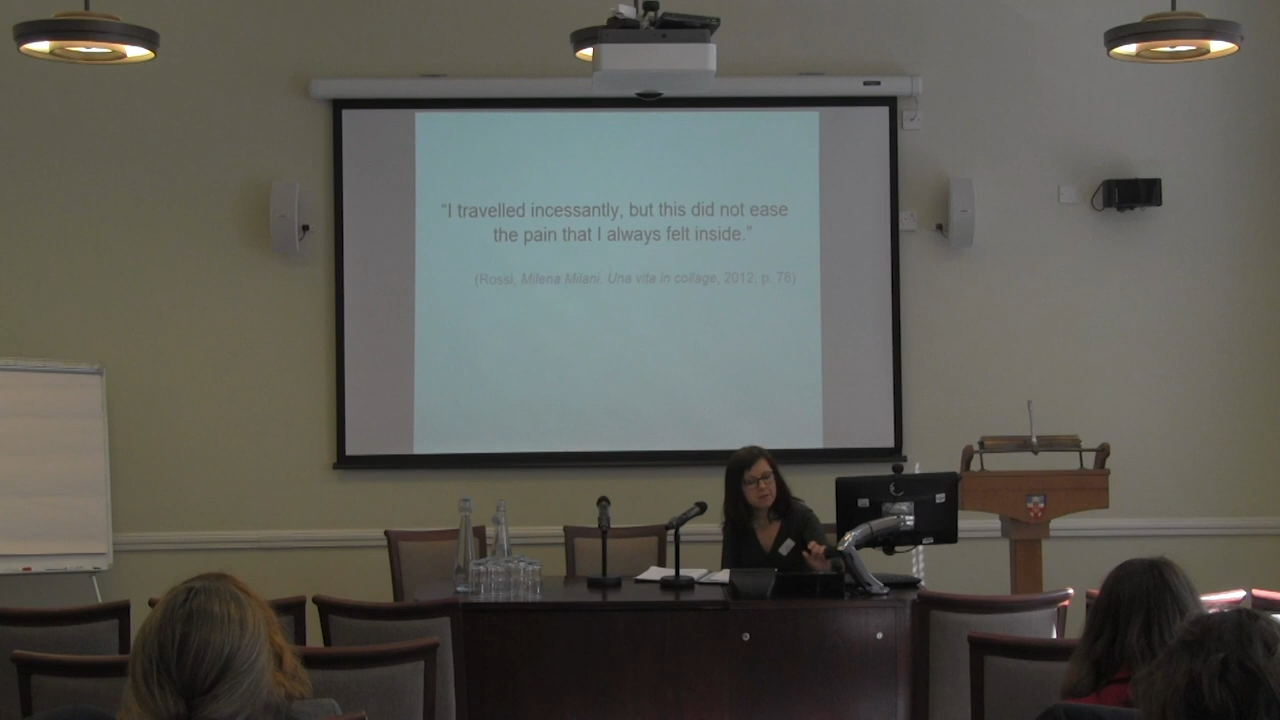 “I travelled incessantly, but this did not ease
the pain that I always felt inside.”
(Rossi, Milena Milani. Una vita in collage, 2012, p. 78)